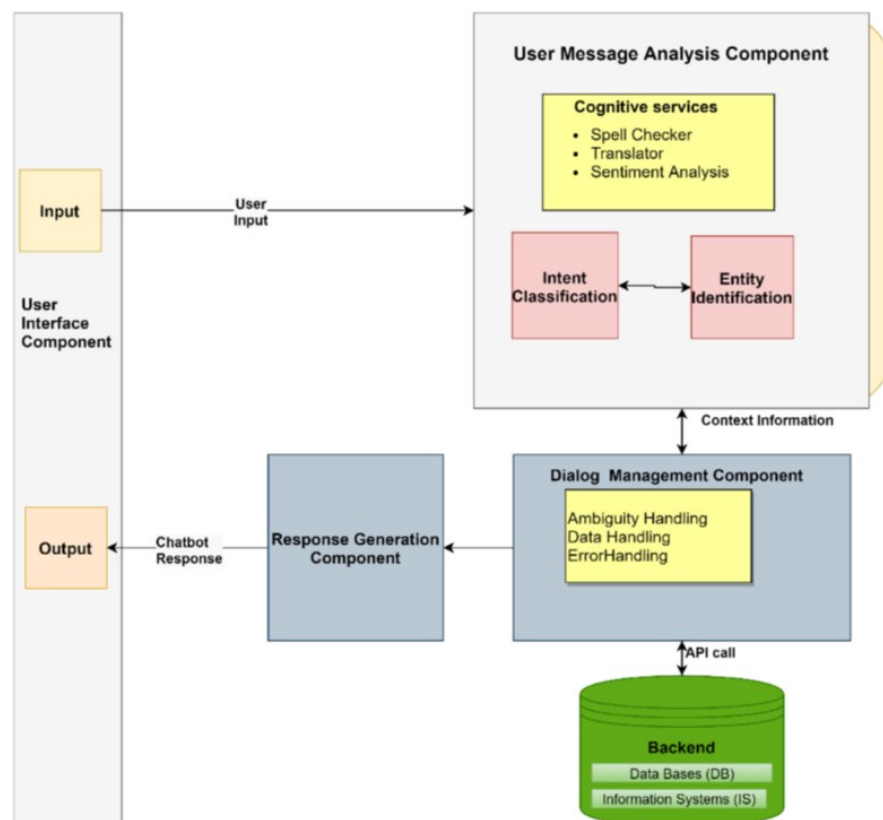 User Message Analysis Component
Cognitive services
• Spell Checker
• Translator
• Sentiment Analysis
Input
User
Input
Intent
Classification
Entity
Identification
User
Interface
Component
Context Information
Dialog Management Component
Ambiguity Handling
Data Handling
ErrorHandling
Response Generation
Component
Chatbot
Response
Output
API call
Backend
Data Bases (DB)
Information Systems (IS)